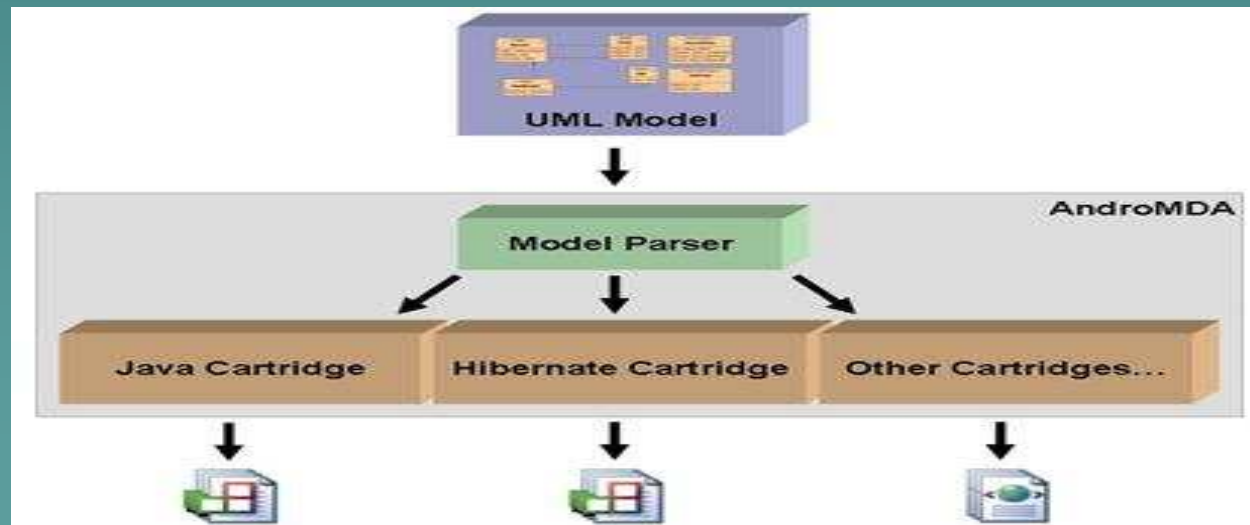 UML Model
AndroMDA
Model Parser
Java Cartridge
Hibernate Cartridge
Other Cartridges...